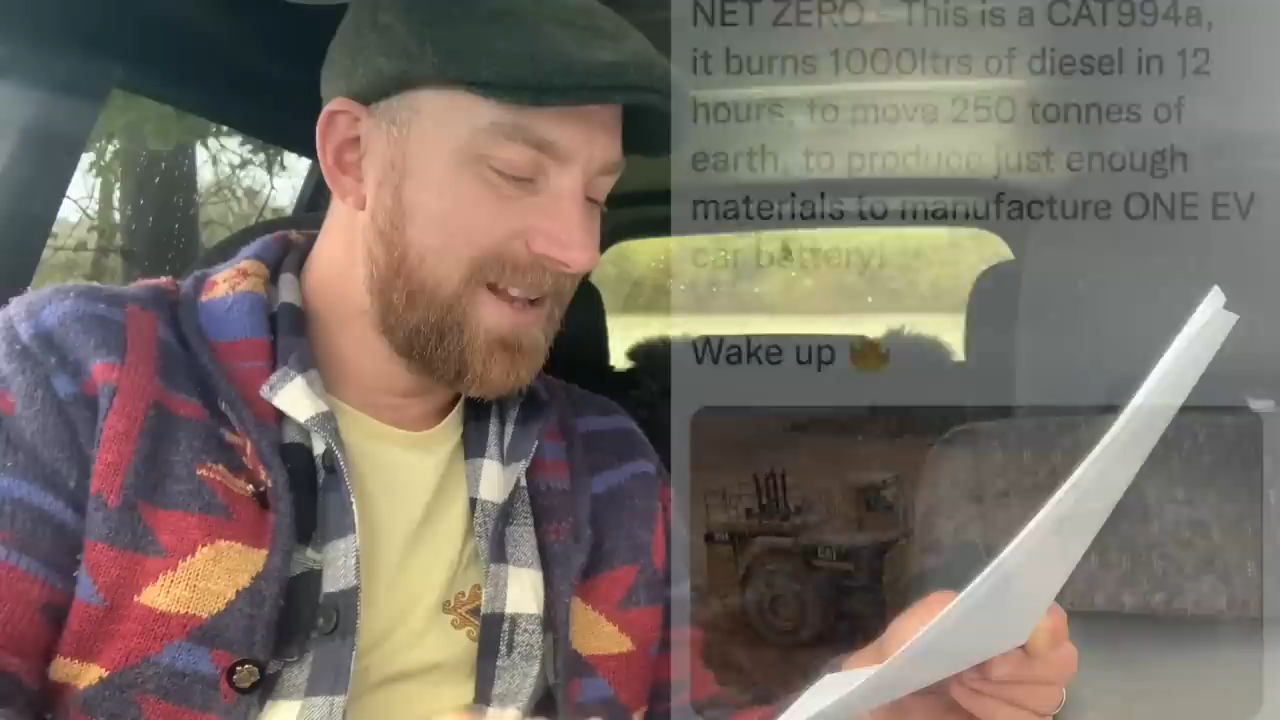 NET ZERO - This is a CAT994a,
it burns 1000ltrs of diesel in 12
hours, to move 250 tonnes of
earth, to produce just enough
materials to manufacture ONE EV
car battery!
Wake up
CAT